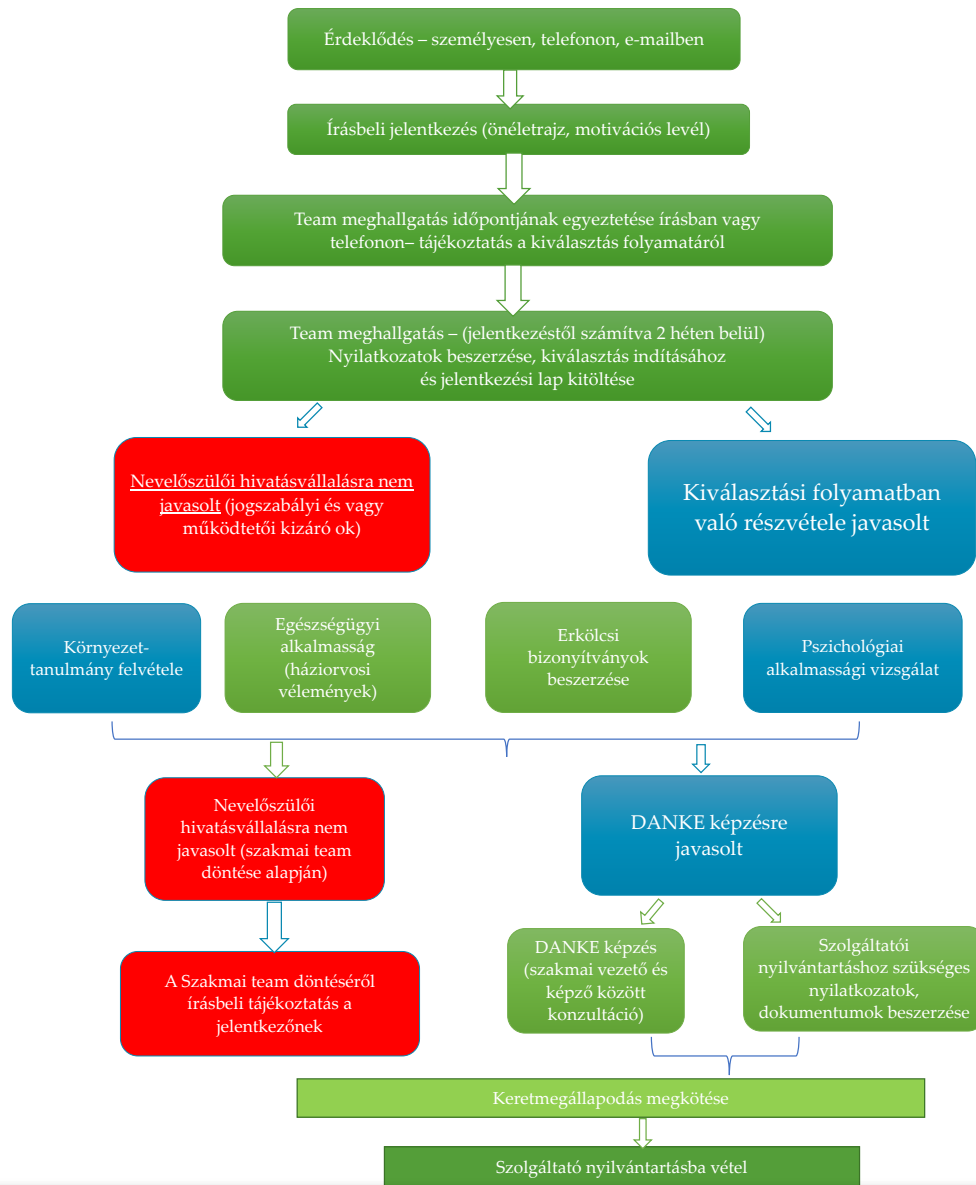 Érdeklődés – személyesen, telefonon, e-mailben
Írásbeli jelentkezés (önéletrajz, motivációs levél)
Team meghallgatás időpontjának egyeztetése írásban vagy
telefonon– tájékoztatás a kiválasztás folyamatáról
Team meghallgatás – (jelentkezéstől számítva 2 héten belül)
Nyilatkozatok beszerzése, kiválasztás indításához
és jelentkezési lap kitöltése
Nevelőszülői hivatásvállalásra nem
javasolt (jogszabályi és vagy
működtetői kizáró ok)
Kiválasztási folyamatban
való részvétele javasolt
Környezet-
tanulmány felvétele
Egészségügyi
alkalmasság
(háziorvosi
vélemények)
Erkölcsi
bizonyítványok
beszerzése
Pszichológiai
alkalmassági vizsgálat
Nevelőszülői
hivatásvállalásra nem
javasolt (szakmai team
döntése alapján)
DANKE képzésre
javasolt
A Szakmai team döntéséről
írásbeli tájékoztatás a
jelentkezőnek
DANKE képzés
(szakmai vezető és
képző között
konzultáció)
Szolgáltatói
nyilvántartáshoz szükséges
nyilatkozatok,
dokumentumok beszerzése
Keretmegállapodás megkötése
Szolgáltató nyilvántartásba vétel